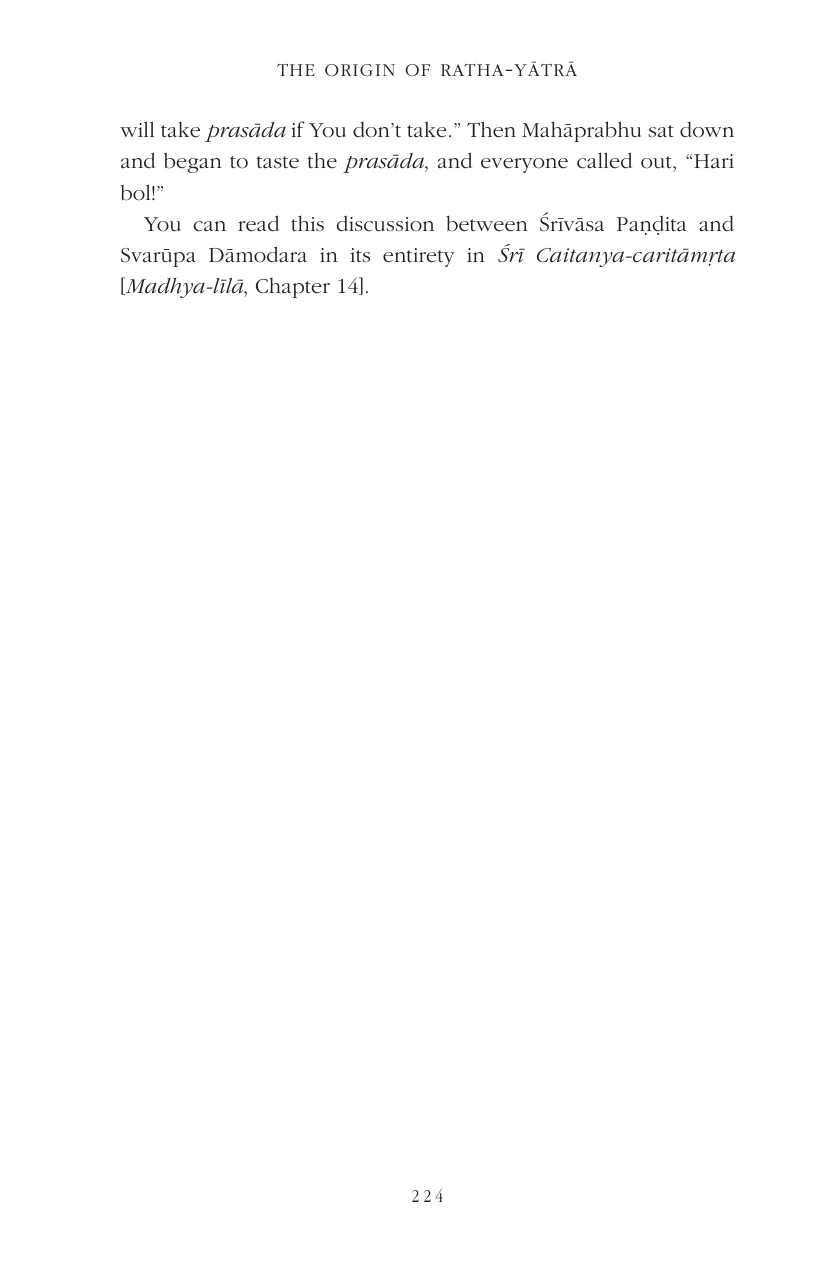 THE ORIGIN OF RATHA-YĀTRĀ
will take prasāda if You don’t take.” Then Mahāprabhu sat down
and began to taste the prasāda, and everyone called out, “Hari
bol!”
You can read this discussion between Śrīvāsa Paṇḍita and
Svarūpa Dāmodara in its entirety in Śrī Caitanya-caritāmṛta
[Madhya-līlā, Chapter 14].
224